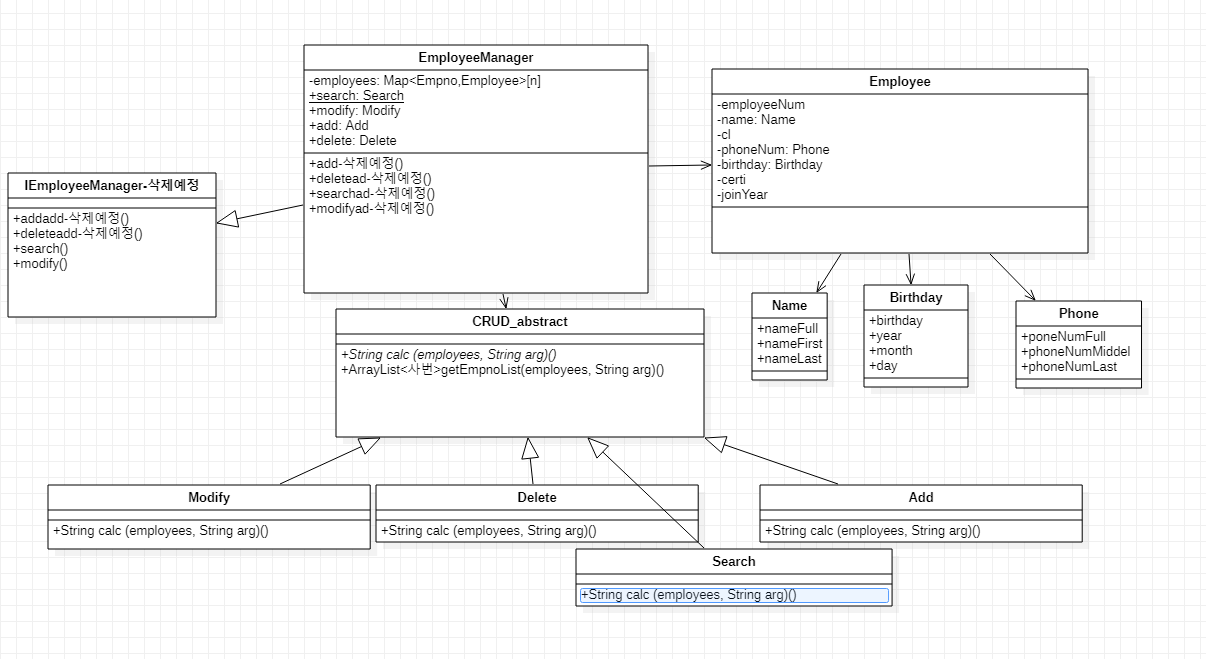 EmployeeManager
-employees: Map<Empno,Employee>[n]
+search: Search
+modify: Modify
+add: Add
+delete: Delete
+add-삭제예정()
+deletead-삭제예정()
+searchad-삭제예정()
+modifyad-삭제예정()
Employee
-employeeNum
-name: Name
-cl
-phoneNum: Phone
-birthday: Birthday
-certi
-joinYear
IEmployeeManager-삭제예정
+addadd-삭제예정()
+deleteadd-삭제예정()
+search()
+modify()
Name
+nameFull
+nameFirst
+nameLast
Birthday
+birthday
+year
+month
+day
Phone
+poneNumFull
+phoneNumMiddel
+phoneNumLast
CRUD_abstract
+String calc (employees, String arg)()
+ArrayList<사번>getEmpnoList(employees, String arg)()
Modify
+String calc (employees, String arg)()
Delete
+String calc (employees, String arg)()
Add
+String calc (employees, String arg)()
Search
+String calc (employees, String arg)()